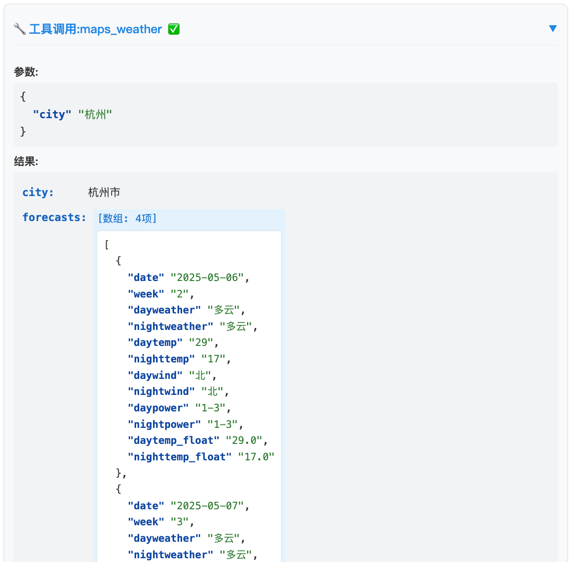 🔧 工具调用:maps_weather ✅ ▼
参数:
{
"city" "杭州"
}
结果:
city: 杭州市
forecasts: [数组: 4项]
[
{
"date" "2025-05-06",
"week" "2",
"dayweather" "多云",
"nightweather" "多云",
"daytemp" "29",
"nighttemp" "17",
"daywind" "北",
"nightwind" "北",
"daypower" "1-3",
"nightpower" "1-3",
"daytemp_float" "29.0",
"nighttemp_float" "17.0"
},
{
"date" "2025-05-07",
"week" "3",
"dayweather" "多云",
"nightweather" "多云",